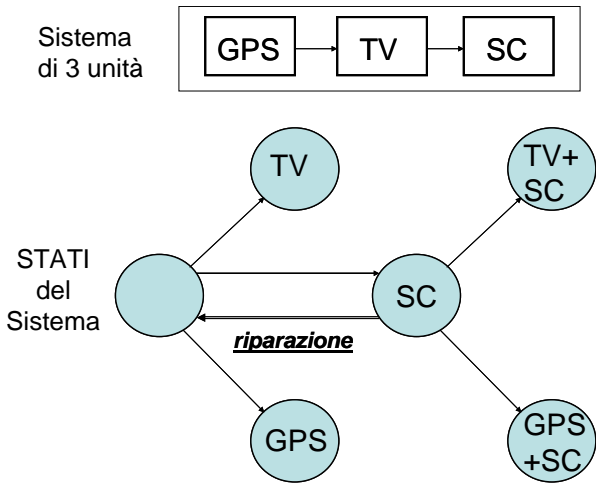 Sistema
di 3 unità
GPS
TV
SC
TV
TV+
SC
STATI
del
Sistema
SC
riparazione
GPS
GPS
+SC